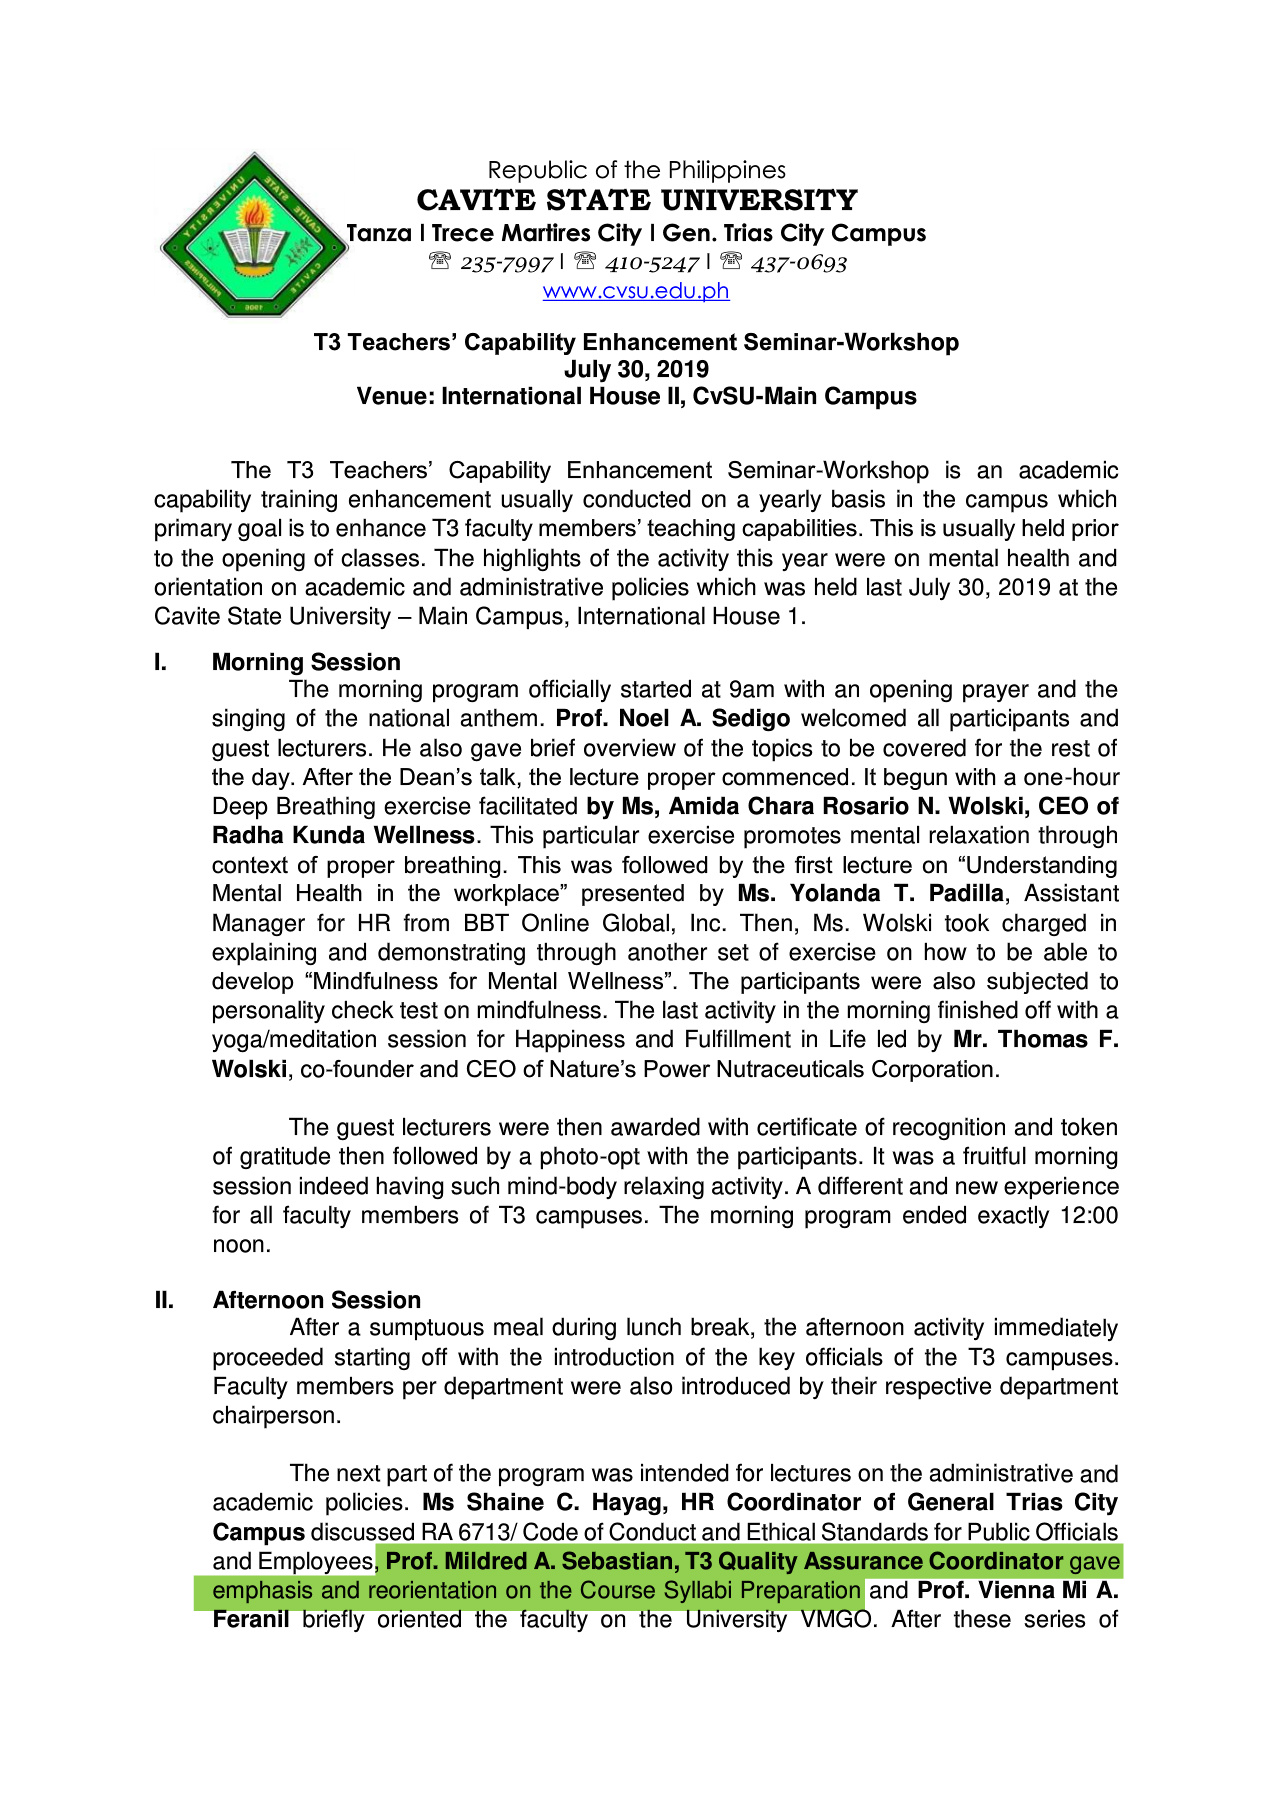 Republic of the Philippines
CAVITE STATE UNIVERSITY
Tanza I Trece Martires City I Gen. Trias City Campus
☏ 235-7997 | ☏ 410-5247 | ☏ 437-0693
www.cvsu.edu.ph
CAVITE STATE UNIVERSITY
CAVITE PHILIPPINES
1906
T3 Teachers’ Capability Enhancement Seminar-Workshop
July 30, 2019
Venue: International House II, CvSU-Main Campus
The T3 Teachers’ Capability Enhancement Seminar-Workshop is an academic
capability training enhancement usually conducted on a yearly basis in the campus which
primary goal is to enhance T3 faculty members’ teaching capabilities. This is usually held prior
to the opening of classes. The highlights of the activity this year were on mental health and
orientation on academic and administrative policies which was held last July 30, 2019 at the
Cavite State University – Main Campus, International House 1.
I. Morning Session
The morning program officially started at 9am with an opening prayer and the
singing of the national anthem. Prof. Noel A. Sedigo welcomed all participants and
guest lecturers. He also gave brief overview of the topics to be covered for the rest of
the day. After the Dean’s talk, the lecture proper commenced. It begun with a one-hour
Deep Breathing exercise facilitated by Ms, Amida Chara Rosario N. Wolski, CEO of
Radha Kunda Wellness. This particular exercise promotes mental relaxation through
context of proper breathing. This was followed by the first lecture on “Understanding
Mental Health in the workplace” presented by Ms. Yolanda T. Padilla, Assistant
Manager for HR from BBT Online Global, Inc. Then, Ms. Wolski took charged in
explaining and demonstrating through another set of exercise on how to be able to
develop “Mindfulness for Mental Wellness”. The participants were also subjected to
personality check test on mindfulness. The last activity in the morning finished off with a
yoga/meditation session for Happiness and Fulfillment in Life led by Mr. Thomas F.
Wolski, co-founder and CEO of Nature’s Power Nutraceuticals Corporation.
The guest lecturers were then awarded with certificate of recognition and token
of gratitude then followed by a photo-opt with the participants. It was a fruitful morning
session indeed having such mind-body relaxing activity. A different and new experience
for all faculty members of T3 campuses. The morning program ended exactly 12:00
noon.
II. Afternoon Session
After a sumptuous meal during lunch break, the afternoon activity immediately
proceeded starting off with the introduction of the key officials of the T3 campuses.
Faculty members per department were also introduced by their respective department
chairperson.
The next part of the program was intended for lectures on the administrative and
academic policies. Ms Shaine C. Hayag, HR Coordinator of General Trias City
Campus discussed RA 6713/ Code of Conduct and Ethical Standards for Public Officials
and Employees, Prof. Mildred A. Sebastian, T3 Quality Assurance Coordinator gave
emphasis and reorientation on the Course Syllabi Preparation and Prof. Vienna Mi A.
Feranil briefly oriented the faculty on the University VMGO. After these series of